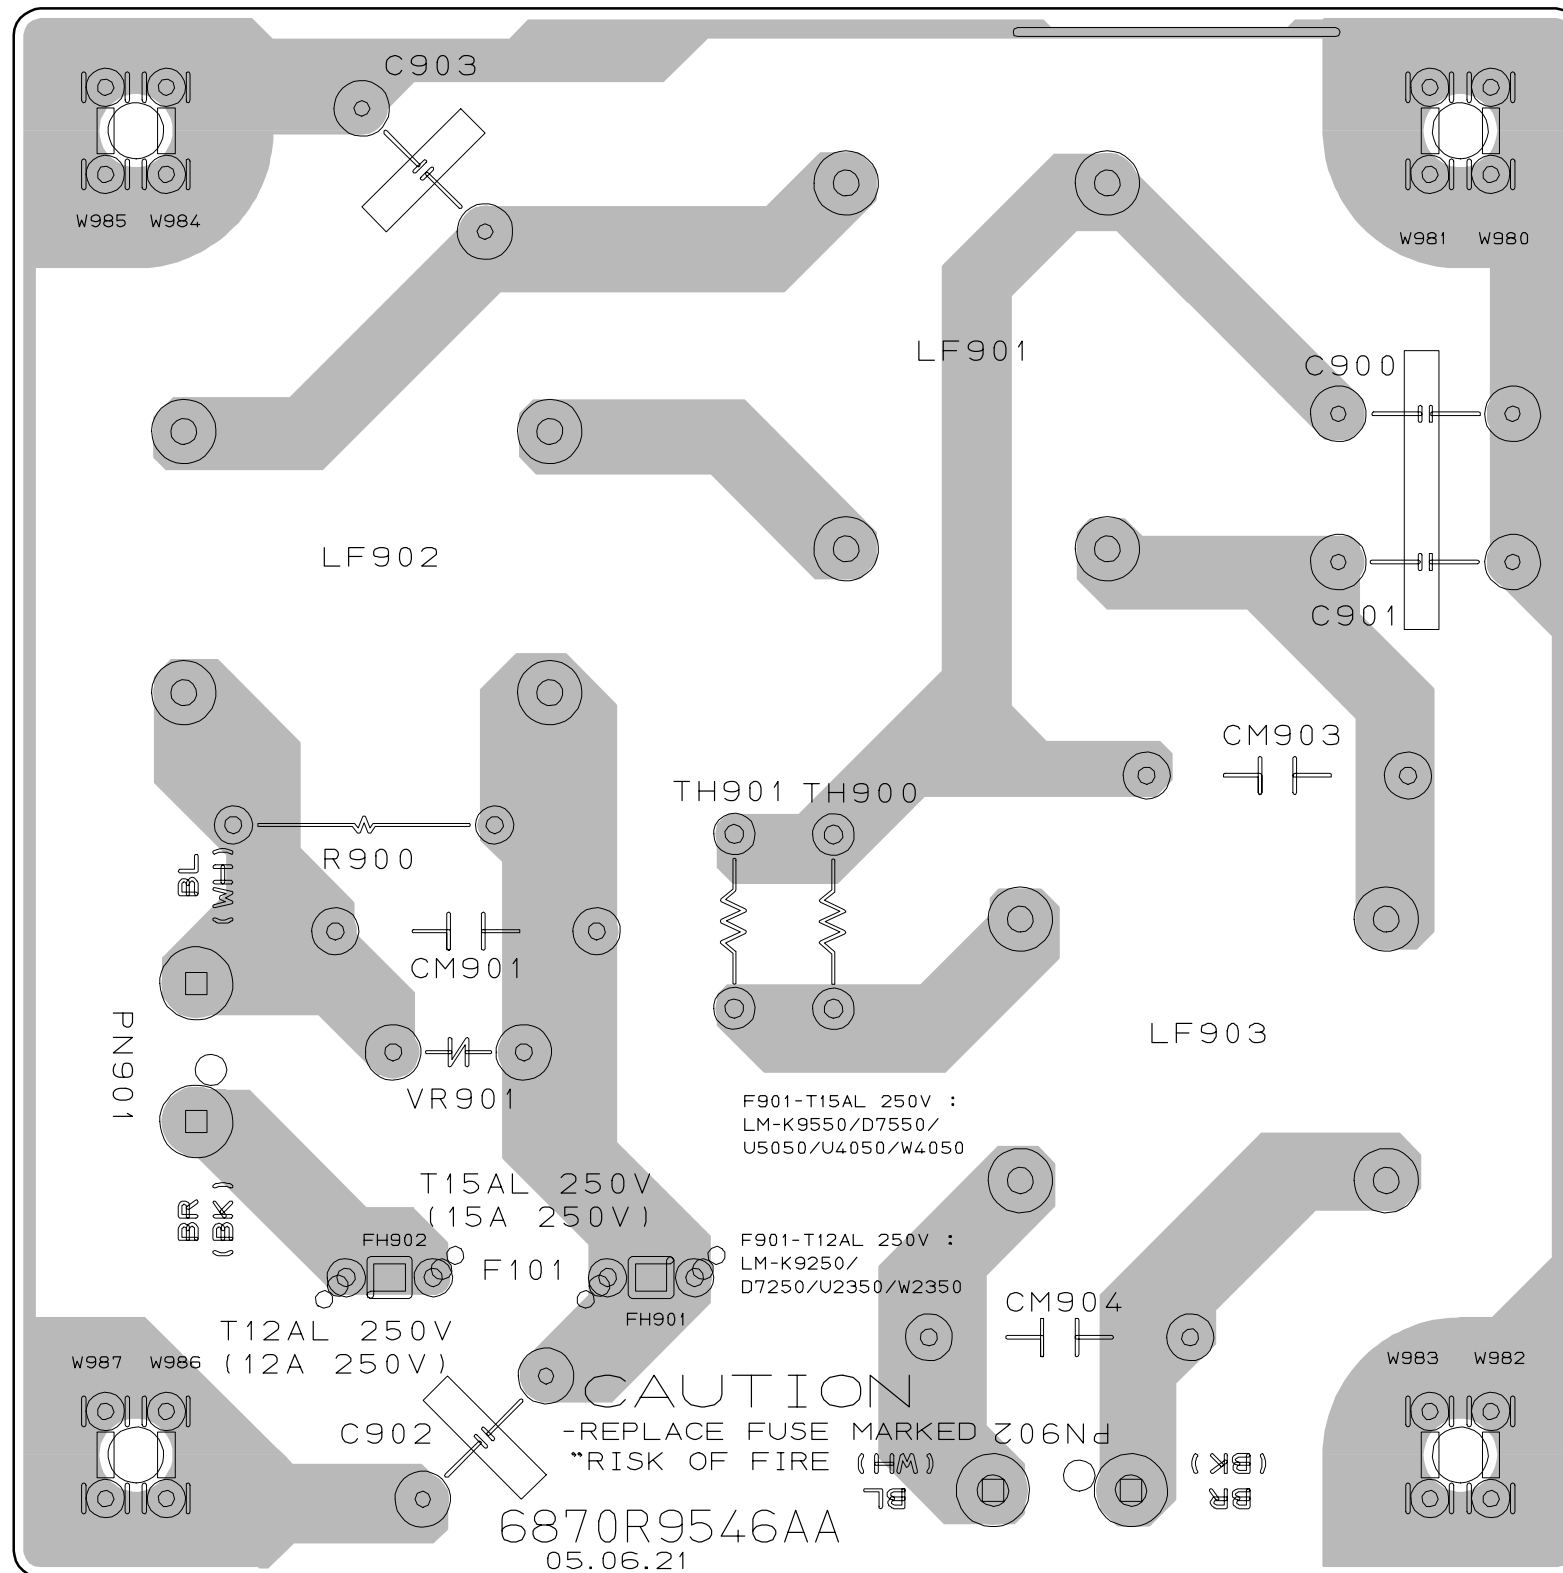 C903
W985 W984
W981 W980
LF901
C900
LF902
C901
CM903
TH901 TH900
R900
BL
(WH)
CM901
PN901
LF903
VR901
F901-T15AL 250V :
LM-K9550/D7550/
U5050/U4050/W4050
T15AL 250V
(15A 250V)
BR
(BK)
FH902
F101
F901-T12AL 250V :
LM-K9250/
D7250/U2350/W2350
FH901
CM904
T12AL 250V
(12A 250V)
W987 W986
W983 W982
CAUTION
-REPLACE FUSE MARKED
"RISK OF FIRE
C902
PN902
(WH)
BL
(BK)
BR
6870R9546AA
05.06.21